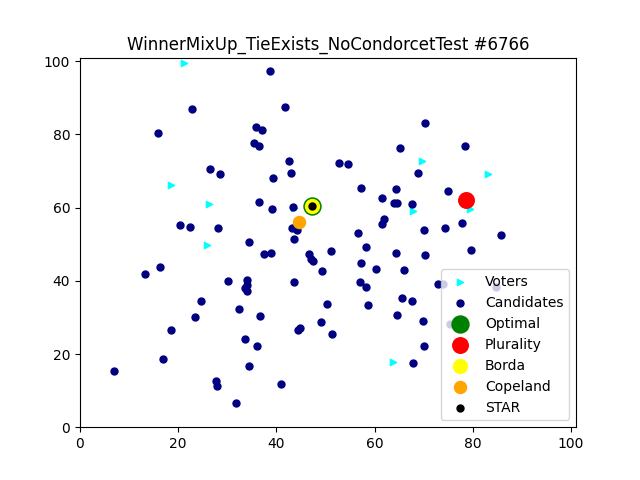 WinnerMixUp_TieExists_NoCondorcetTest #6766
100
80
60
40
20
0
0
20
40
60
80
100
Voters
Candidates
Optimal
Plurality
Borda
Copeland
STAR